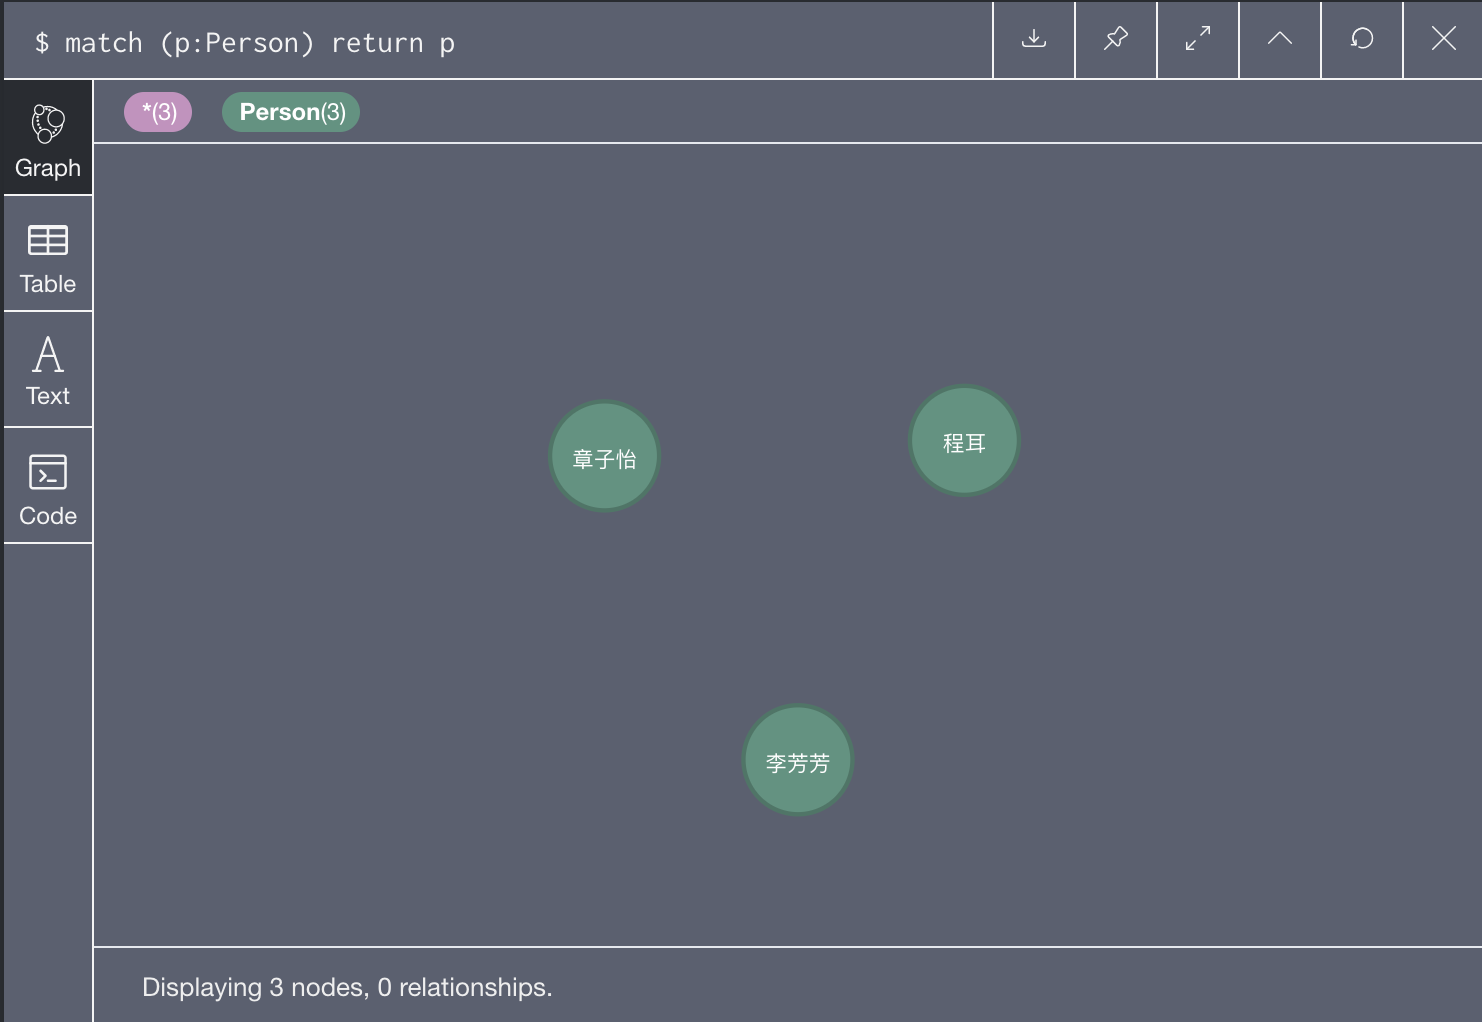 $ match (p:Person) return p
*(3) Person(3)
Graph
Table
Text
Code
程耳
章子怡
李芳芳
Displaying 3 nodes, 0 relationships.